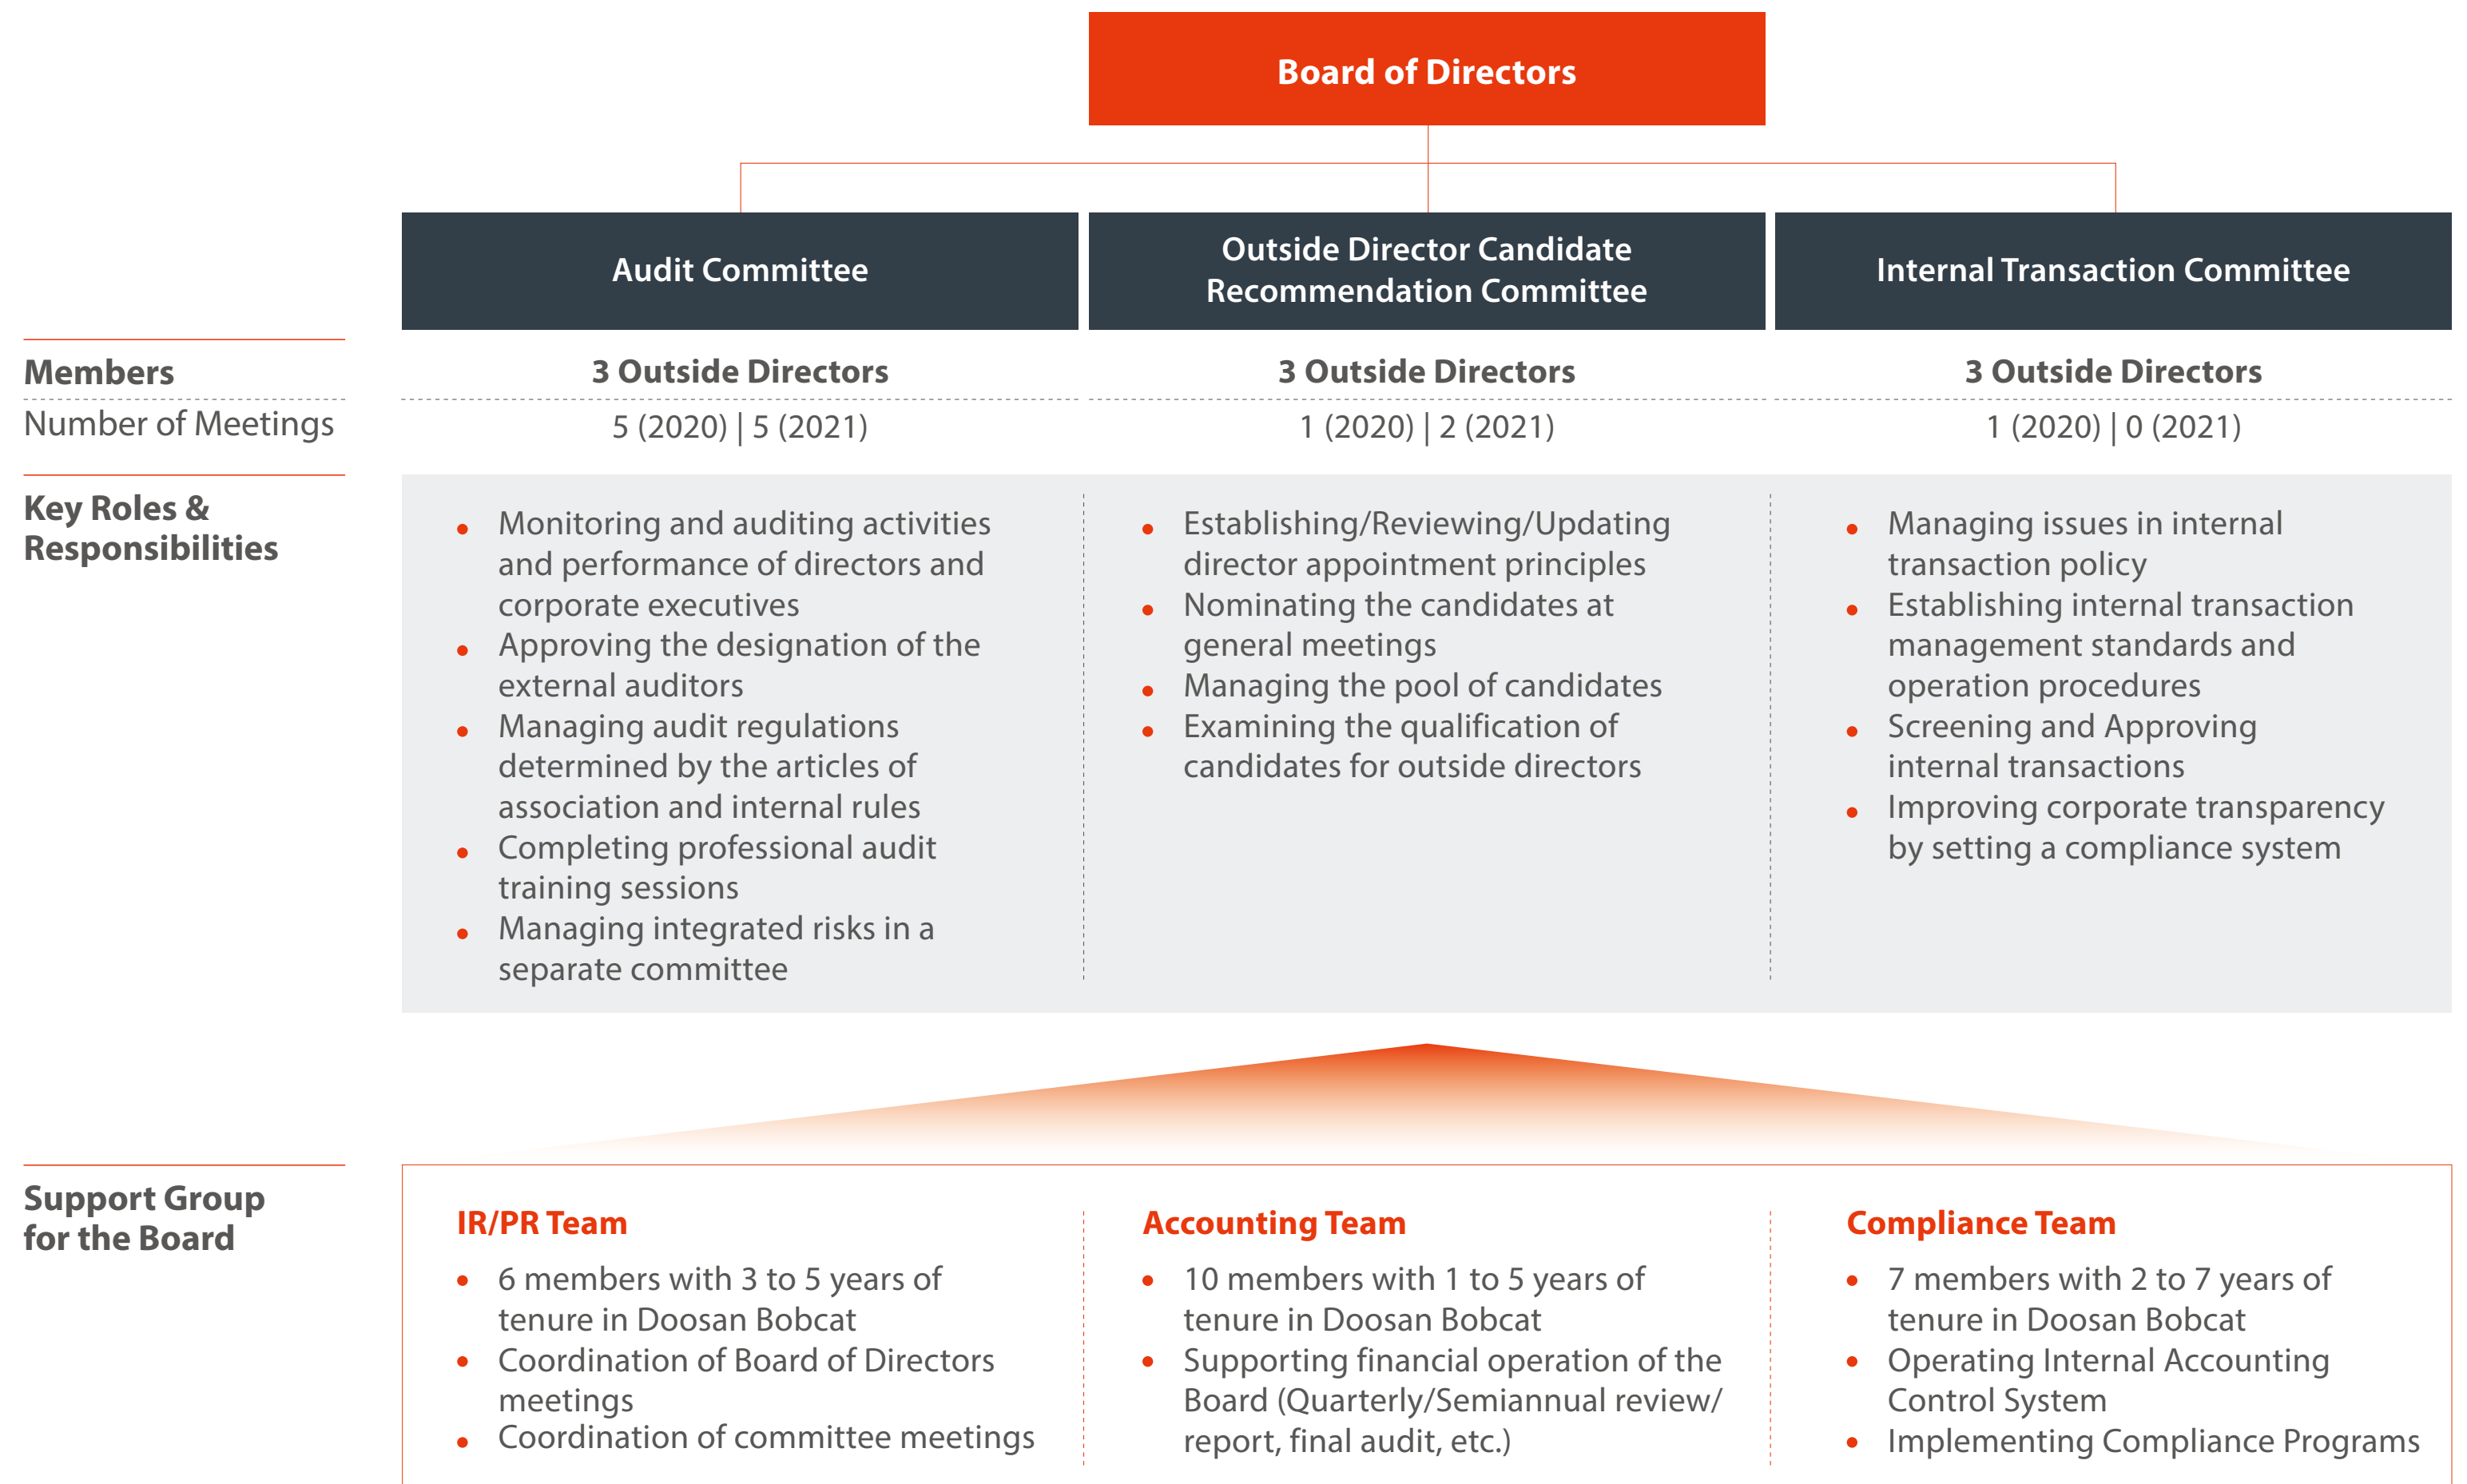 Board of Directors
Audit Committee
Outside Director Candidate
Recommendation Committee
Internal Transaction Committee
Members
3 Outside Directors
3 Outside Directors
3 Outside Directors
Number of Meetings
5 (2020) | 5 (2021)
1 (2020) | 2 (2021)
1 (2020) | 0 (2021)
Key Roles &
Responsibilities
• Monitoring and auditing activities
and performance of directors and
corporate executives
• Approving the designation of the
external auditors
• Managing audit regulations
determined by the articles of
association and internal rules
• Completing professional audit
training sessions
• Managing integrated risks in a
separate committee
• Establishing/Reviewing/Updating
director appointment principles
• Nominating the candidates at
general meetings
• Managing the pool of candidates
• Examining the qualification of
candidates for outside directors
• Managing issues in internal
transaction policy
• Establishing internal transaction
management standards and
operation procedures
• Screening and Approving
internal transactions
• Improving corporate transparency
by setting a compliance system
Support Group
for the Board
IR/PR Team
• 6 members with 3 to 5 years of
tenure in Doosan Bobcat
• Coordination of Board of Directors
meetings
• Coordination of committee meetings
Accounting Team
• 10 members with 1 to 5 years of
tenure in Doosan Bobcat
• Supporting financial operation of the
Board (Quarterly/Semiannual review/
report, final audit, etc.)
Compliance Team
• 7 members with 2 to 7 years of
tenure in Doosan Bobcat
• Operating Internal Accounting
Control System
• Implementing Compliance Programs